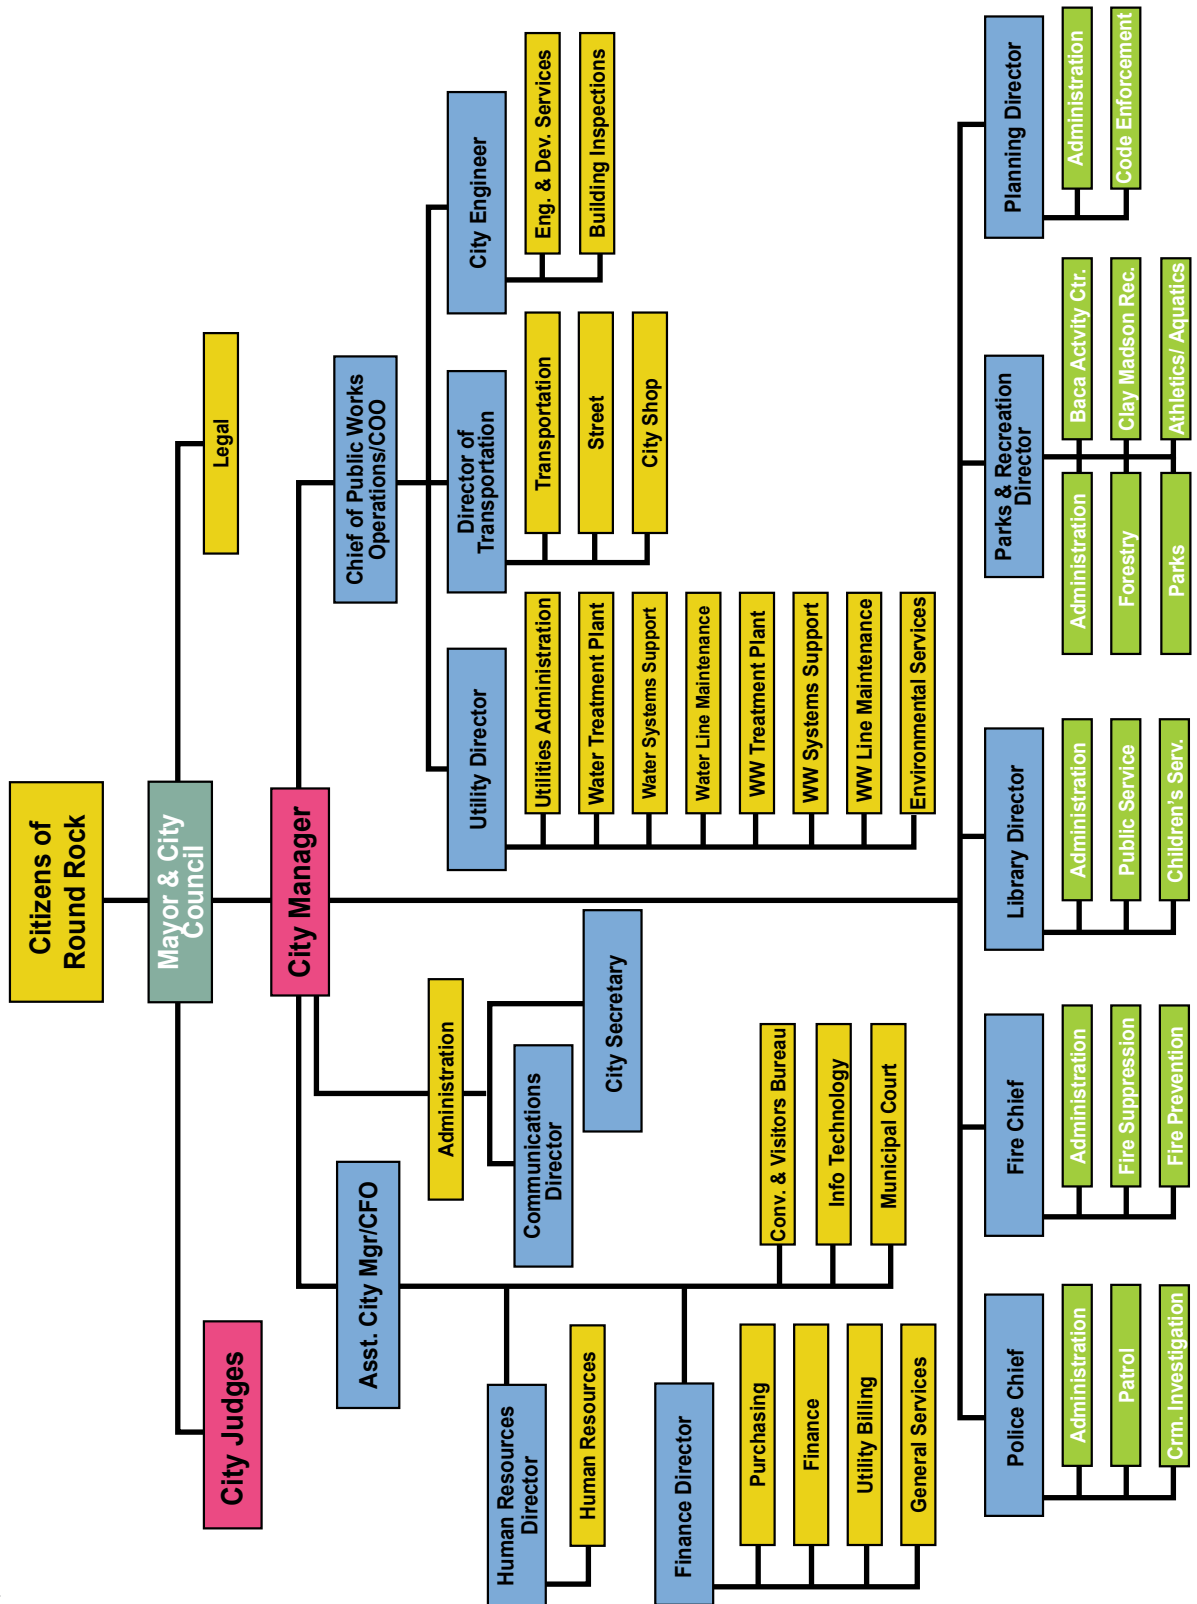 Citizens of
Round Rock
Mayor & City
Council
City Judges
Legal
City Manager
Asst. City Mgr/CFO
Administration
Chief of Public Works
Operations/COO
Communications
Director
City Secretary
Human Resources
Director
Human Resources
Finance Director
Purchasing
Finance
Utility Billing
General Services
Conv. & Visitors Bureau
Info Technology
Municipal Court
Utility Director
Utilities Administration
Water Treatment Plant
Water Systems Support
Water Line Maintenance
WW Treatment Plant
WW Systems Support
WW Line Maintenance
Environmental Services
Director of
Transportation
Transportation
Street
City Shop
City Engineer
Eng. & Dev. Services
Building Inspections
Police Chief
Administration
Patrol
Crm. Investigation
Fire Chief
Administration
Fire Suppression
Fire Prevention
Library Director
Administration
Public Service
Children's Serv.
Parks & Recreation
Director
Administration
Forestry
Parks
Baca Actvity Ctr.
Clay Madson Rec.
Athletics/ Aquatics
Planning Director
Administration
Code Enforcement